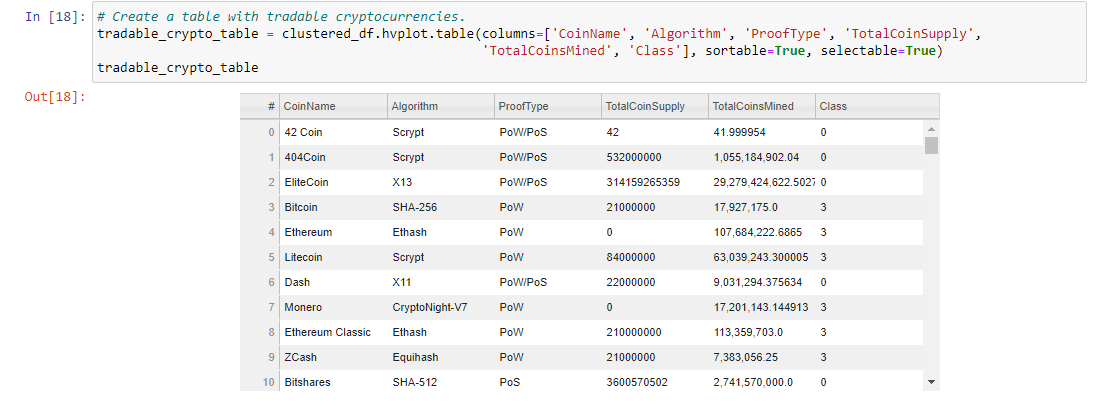 In [18]: # Create a table with tradable cryptocurrencies.
tradable_crypto_table = clustered_df.hvplot.table(columns=['CoinName', 'Algorithm', 'ProofType', 'TotalCoinSupply',
'TotalCoinsMined', 'Class'], sortable=True, selectable=True)
tradable_crypto_table
Out[18]:
# CoinName Algorithm ProofType TotalCoinSupply TotalCoinsMined Class
0 42 Coin Scrypt PoW/PoS 42 41.999954 0
1 404Coin Scrypt PoW/PoS 532000000 1,055,184,902.04 0
2 EliteCoin X13 PoW/PoS 314159265359 29,279,424,622.5027 0
3 Bitcoin SHA-256 PoW 21000000 17,927,175.0 3
4 Ethereum Ethash PoW 0 107,684,222.6865 3
5 Litecoin Scrypt PoW 84000000 63,039,243.300005 3
6 Dash X11 PoW/PoS 22000000 9,031,294.375634 0
7 Monero CryptoNight-V7 PoW 0 17,201,143.144913 3
8 Ethereum Classic Ethash PoW 210000000 113,359,703.0 3
9 ZCash Equihash PoW 21000000 7,383,056.25 3
10 Bitshares SHA-512 PoS 3600570502 2,741,570,000.0 0